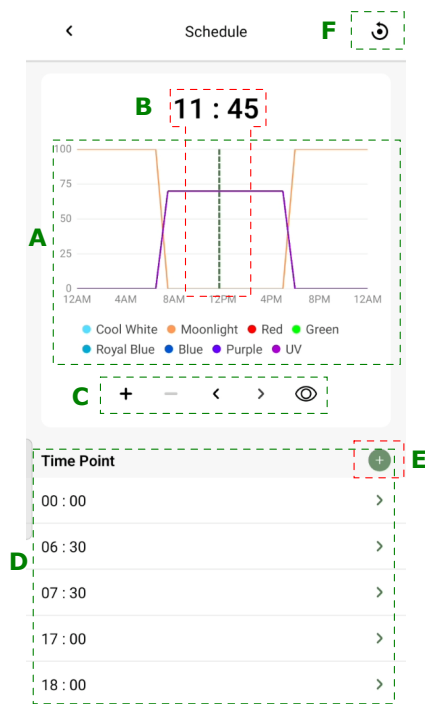 Schedule F
B 11 : 45
100
75
50
A
25
0
12AM 4AM 8AM 12PM 4PM 8PM 12AM
Cool White Moonlight Red Green
Royal Blue Blue Purple UV
C + − < >
Time Point + E
00 : 00
06 : 30
D
07 : 30
17 : 00
18 : 00